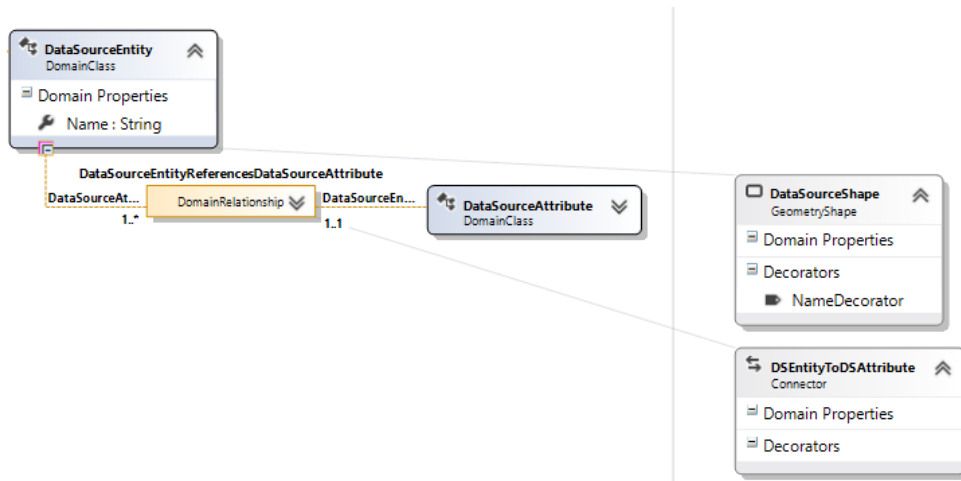 DataSourceEntity
DomainClass
Domain Properties
Name : String
DataSourceEntityReferencesDataSourceAttribute
DataSourceAt...
1..*
DomainRelationship
DataSourceEn...
1..1
DataSourceAttribute
DomainClass
DataSourceShape
GeometryShape
Domain Properties
Decorators
NameDecorator
DSEntityToDSAttribute
Connector
Domain Properties
Decorators